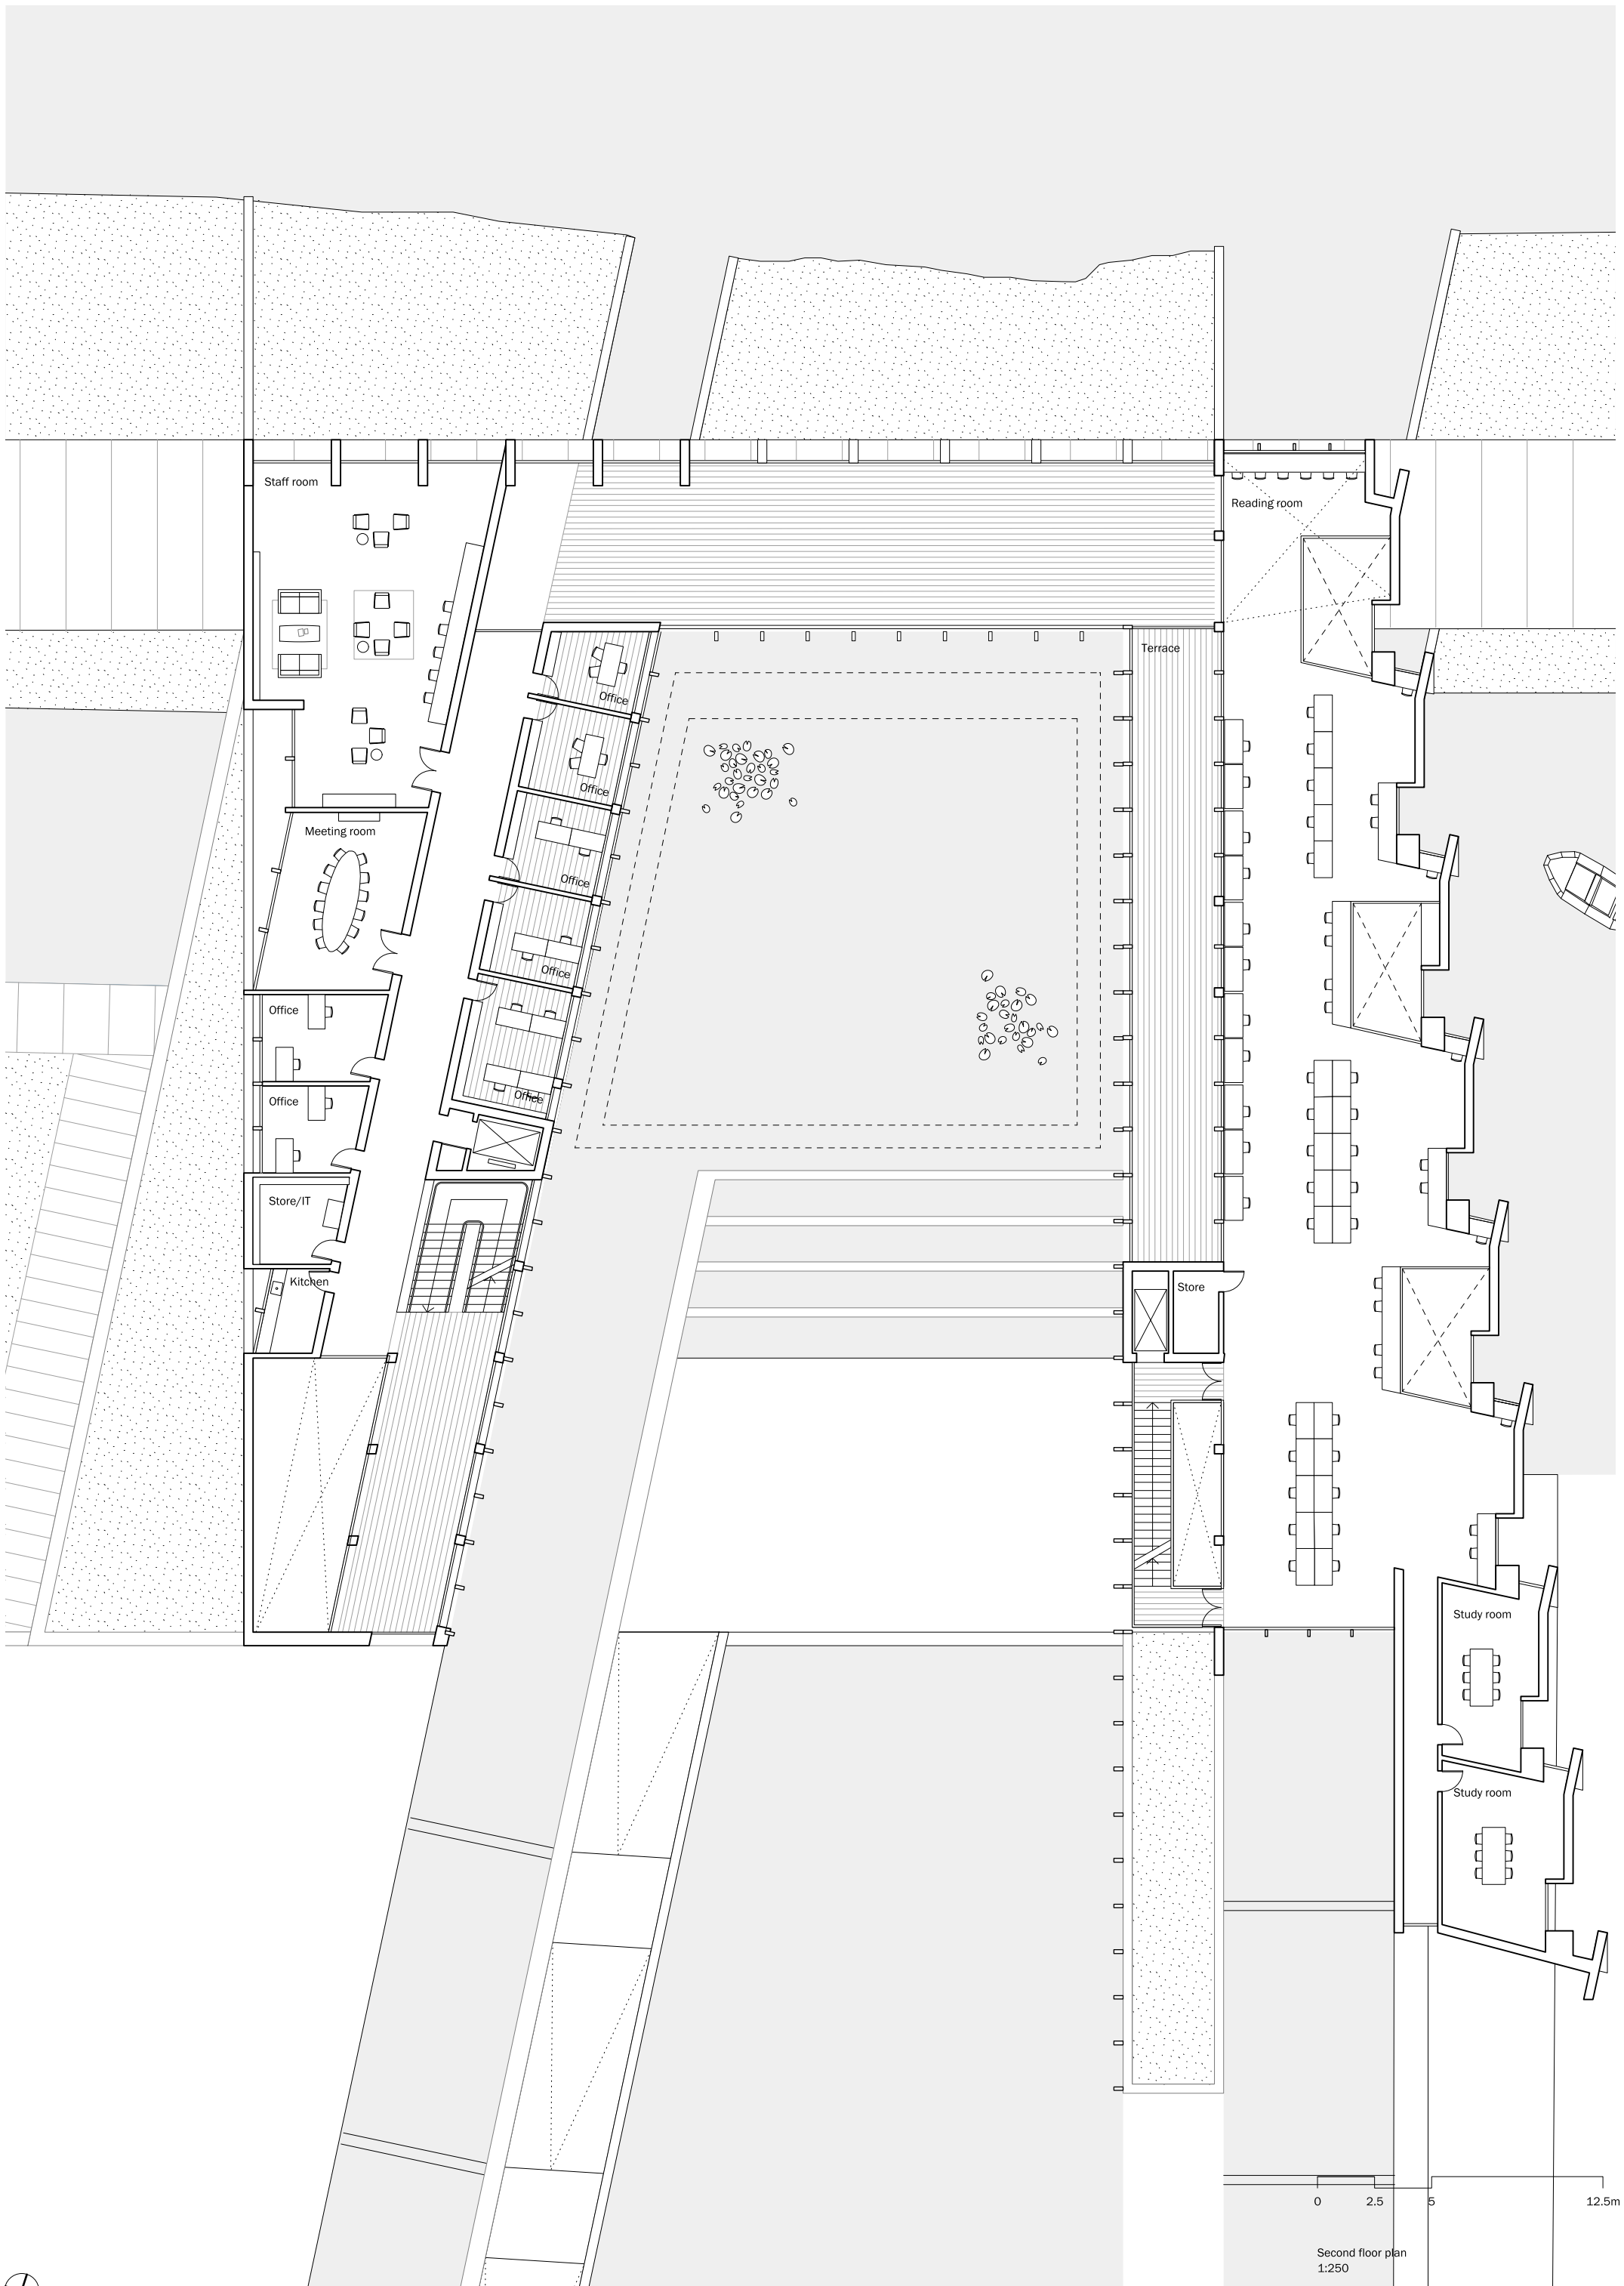 Staff room
Reading room
Terrace
Office
Office
Meeting room
Office
Office
Office
Office
Office
Store/IT
Kitchen
Store
Study room
Study room
0 2.5 5 12.5m
Second floor plan
1:250